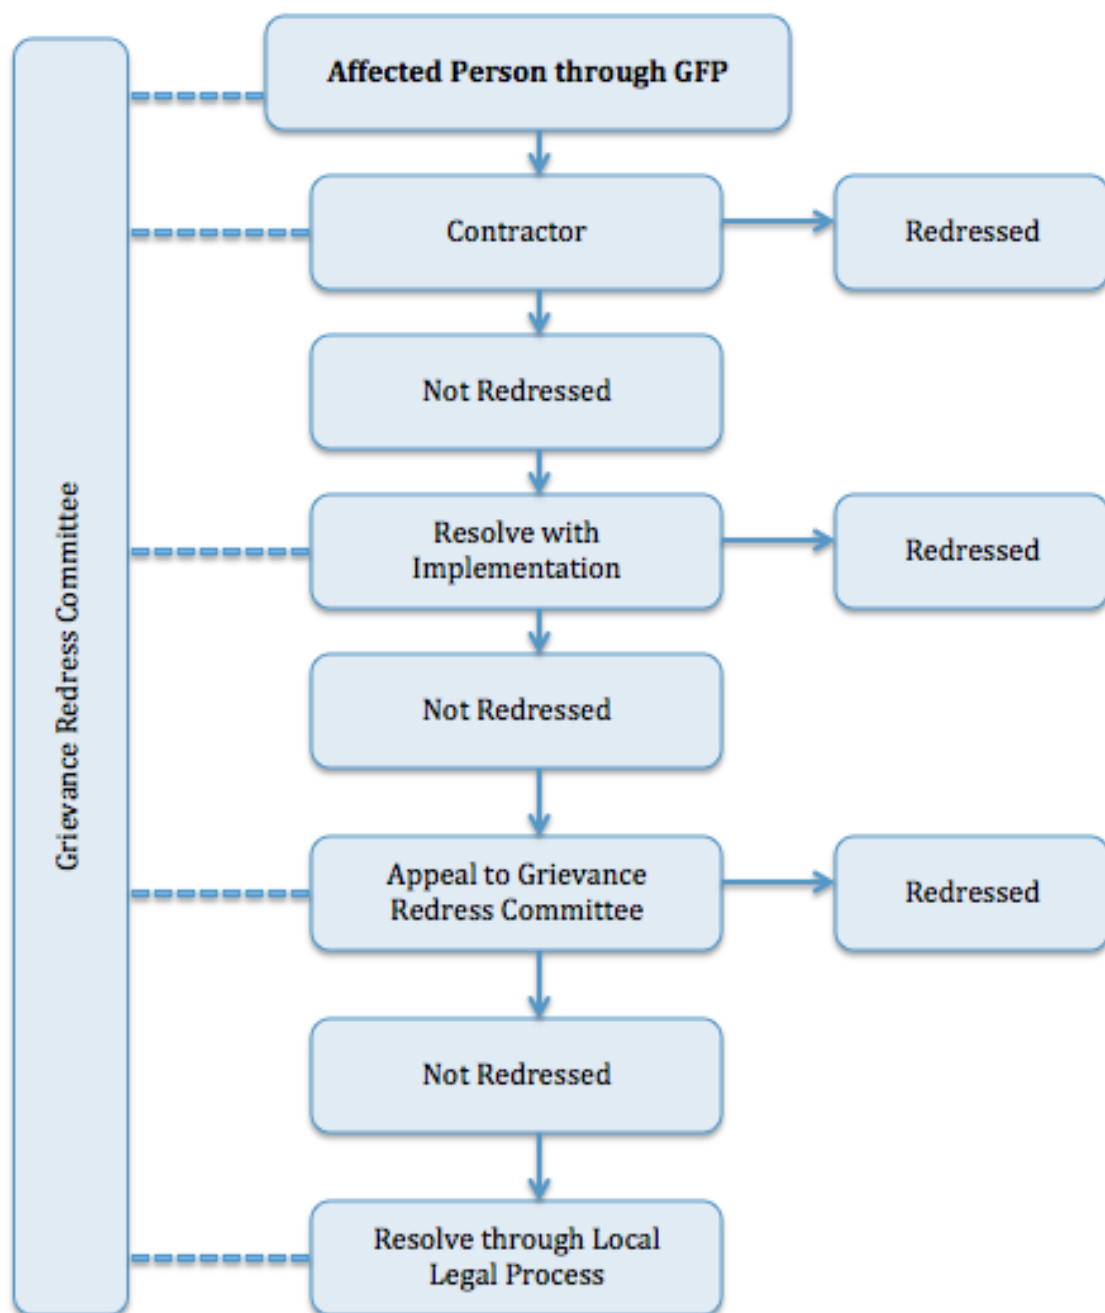 Affected Person through GFP
Contractor
Redressed
Not Redressed
Resolve with
Implementation
Redressed
Not Redressed
Appeal to Grievance
Redress Committee
Redressed
Not Redressed
Resolve through Local
Legal Process
Grievance Redress Committee